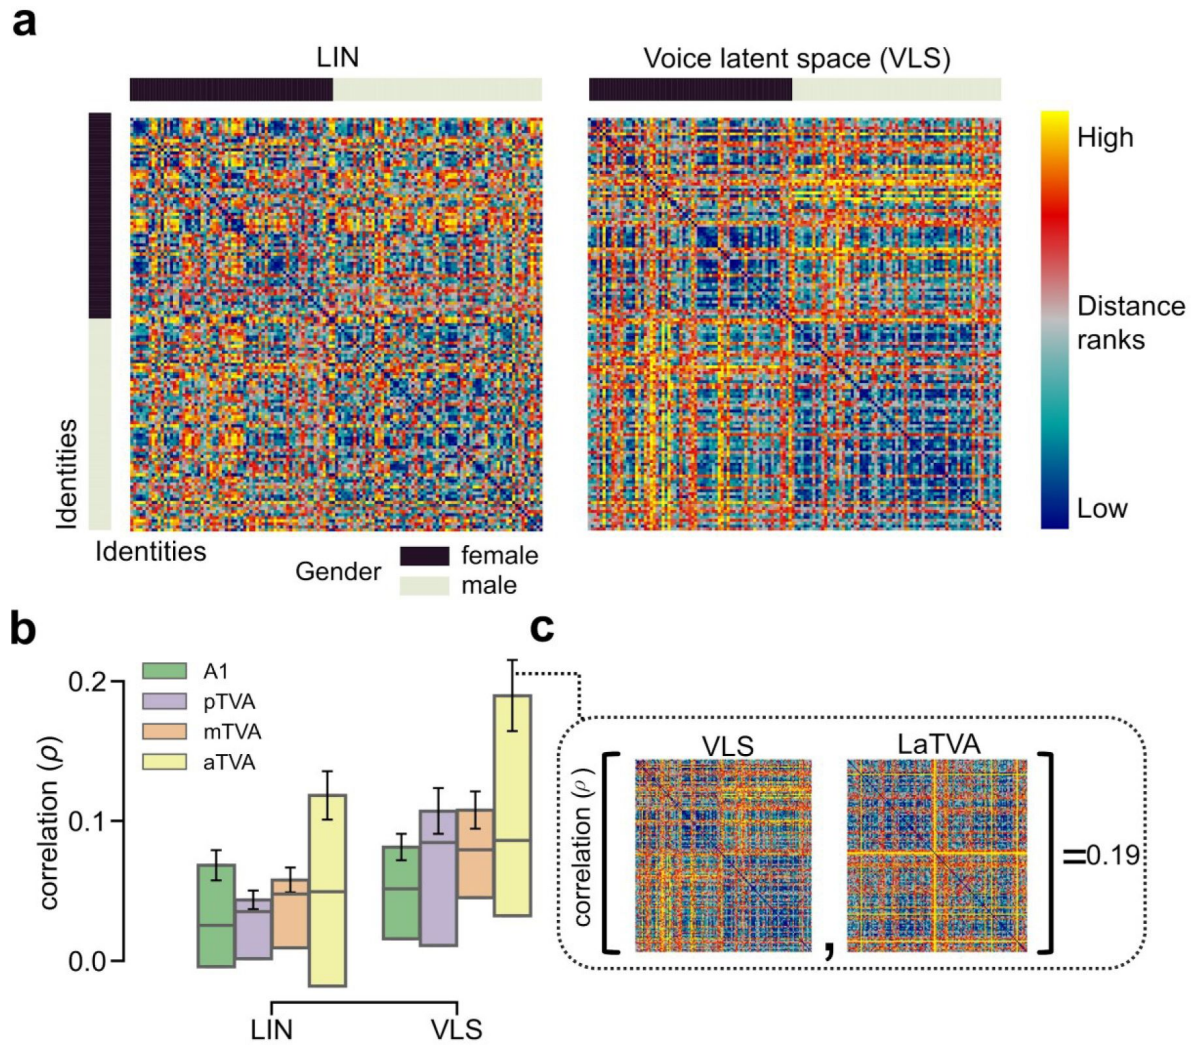 a
LIN
Voice latent space (VLS)
High
Distance
ranks
Low
Identities
Identities
Gender
female
male
b
0.2
0.1
0.0
correlation (ρ)
A1
pTVA
mTVA
aTVA
LIN
VLS
c
correlation (ρ)
VLS
,
LaTVA
=0.19